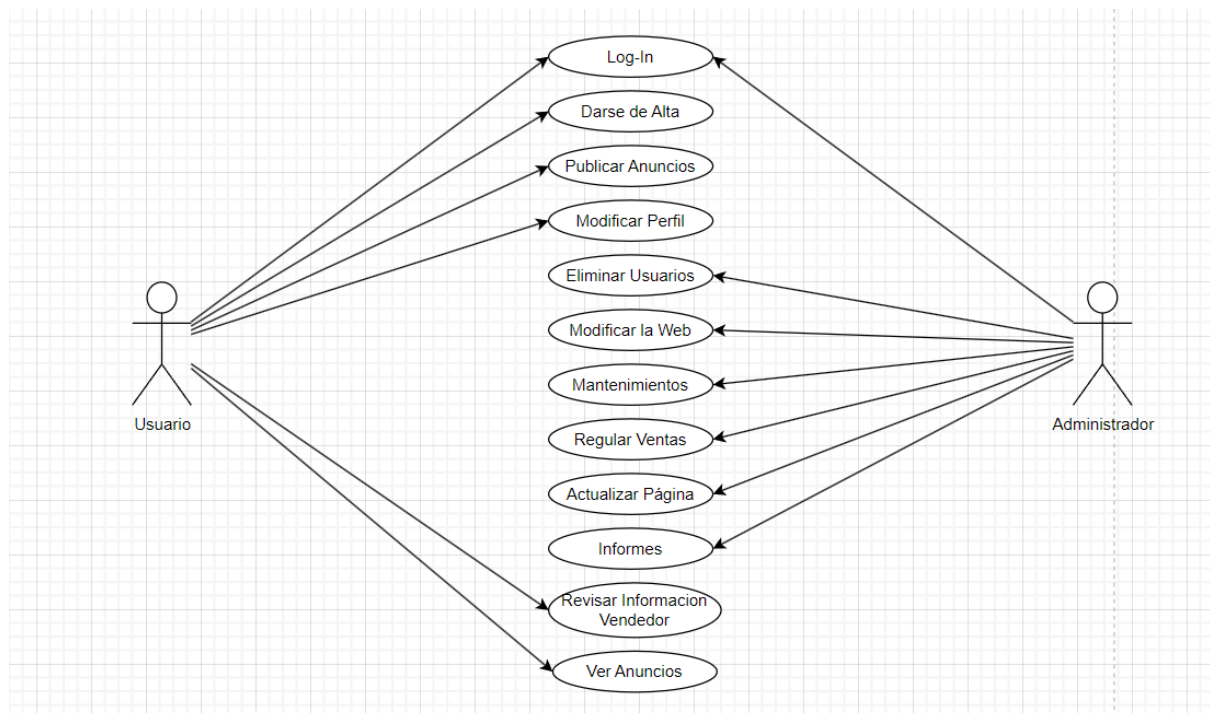 Log-In
Darse de Alta
Publicar Anuncios
Modificar Perfil
Eliminar Usuarios
Modificar la Web
Mantenimientos
Usuario
Administrador
Regular Ventas
Actualizar Página
Informes
Revisar Informacion
Vendedor
Ver Anuncios